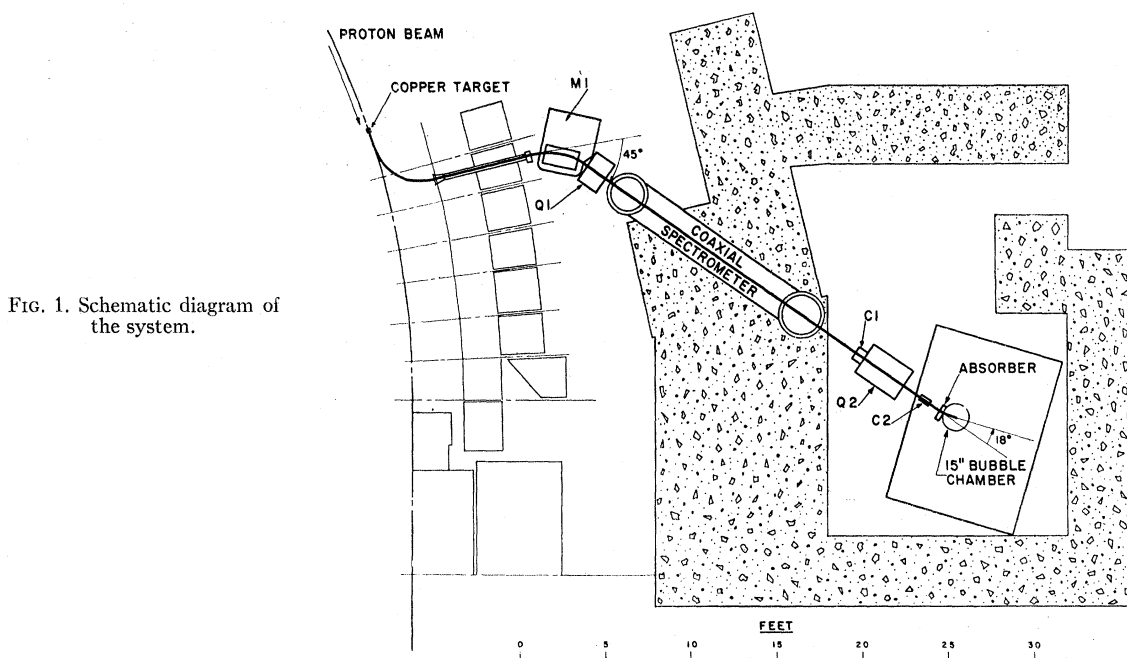 PROTON BEAM
COPPER TARGET
M1
45°
Q1
COAXIAL
SPECTROMETER
C1
ABSORBER
Q2
C2
18°
15" BUBBLE
CHAMBER
FIG. 1. Schematic diagram of
the system.
FEET
0 5 10 15 20 25 30